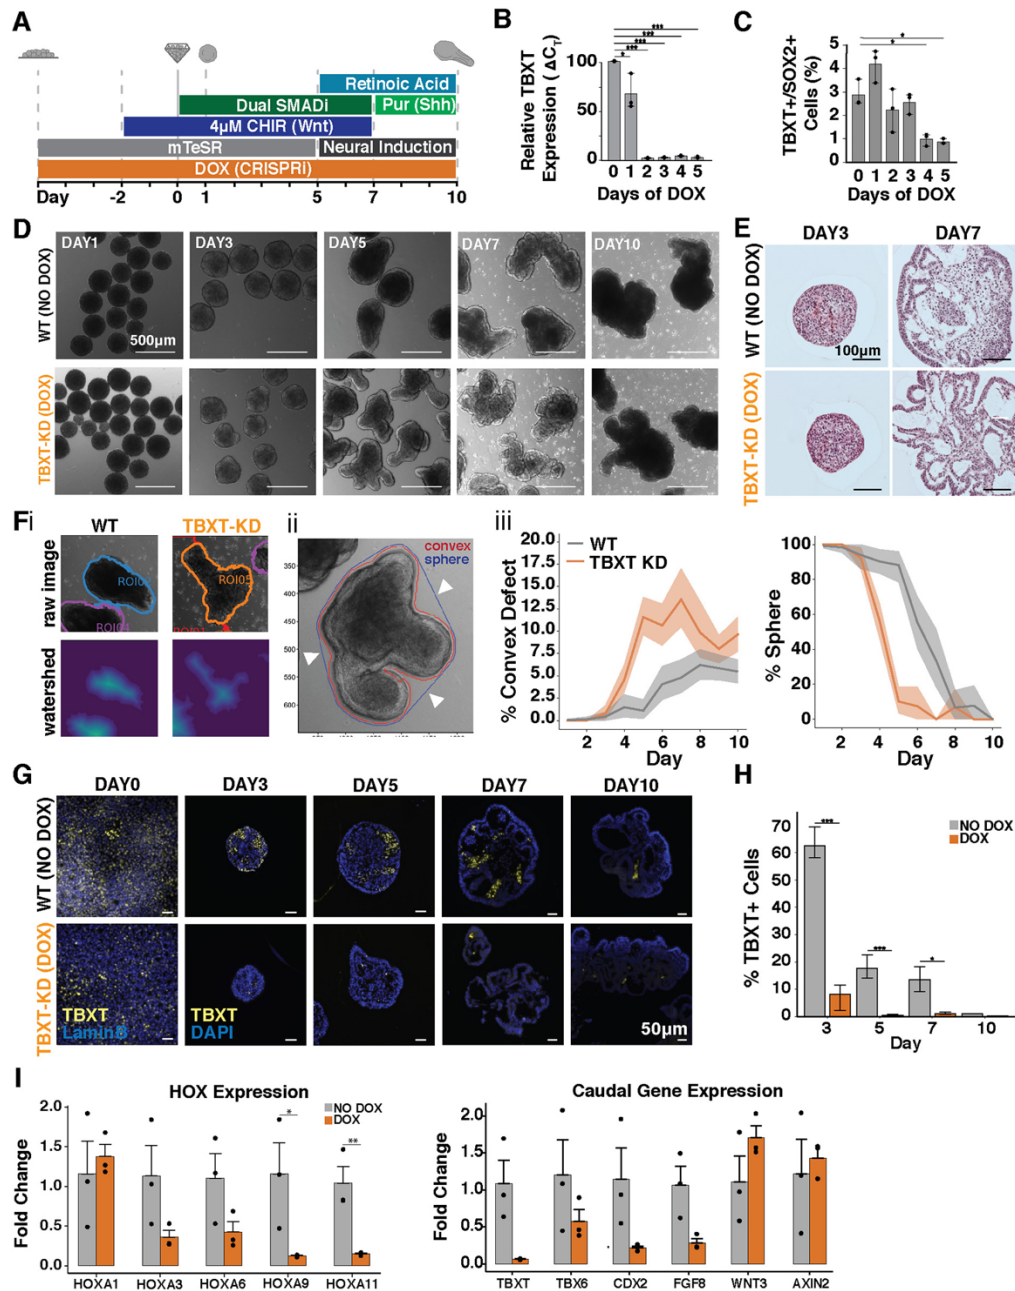 A
Retinoic Acid
Dual SMADi
Pur (Shh)
4µM CHIR (Wnt)
mTeSR
Neural Induction
DOX (CRISPRi)
Day
-2
0
1
5
7
10
B
Relative TBXT
Expression ( ΔCT)
100
50
0
*
***
***
***
***
0 1 2 3 4 5
Days of DOX
C
TBXT+/SOX2+
Cells (%)
5
4
3
2
1
0
*
*
0 1 2 3 4 5
Days of DOX
D
WT (NO DOX)
TBXT-KD (DOX)
DAY1
DAY3
DAY5
DAY7
DAY10
500µm
E
DAY3
DAY7
WT (NO DOX)
TBXT-KD (DOX)
100µm
Fi
WT
TBXT-KD
raw image
watershed
ROI05
ii
convex
sphere
350
400
450
500
550
600
iii
WT
TBXT KD
% Convex Defect
20.0
17.5
15.0
12.5
10.0
7.5
5.0
2.5
0.0
2 4 6 8 10
Day
% Sphere
100
80
60
40
20
0
2 4 6 8 10
Day
G
DAY0
DAY3
DAY5
DAY7
DAY10
WT (NO DOX)
TBXT-KD (DOX)
TBXT
LaminB
TBXT
DAPI
50µm
H
NO DOX
DOX
% TBXT+ Cells
70
60
50
40
30
20
10
0
***
***
*
3 5 7 10
Day
I
HOX Expression
NO DOX
DOX
Fold Change
2.0
1.5
1.0
0.5
0.0
*
**
HOXA1 HOXA3 HOXA6 HOXA9 HOXA11
Caudal Gene Expression
Fold Change
2.0
1.5
1.0
0.5
0.0
TBXT TBX6 CDX2 FGF8 WNT3 AXIN2